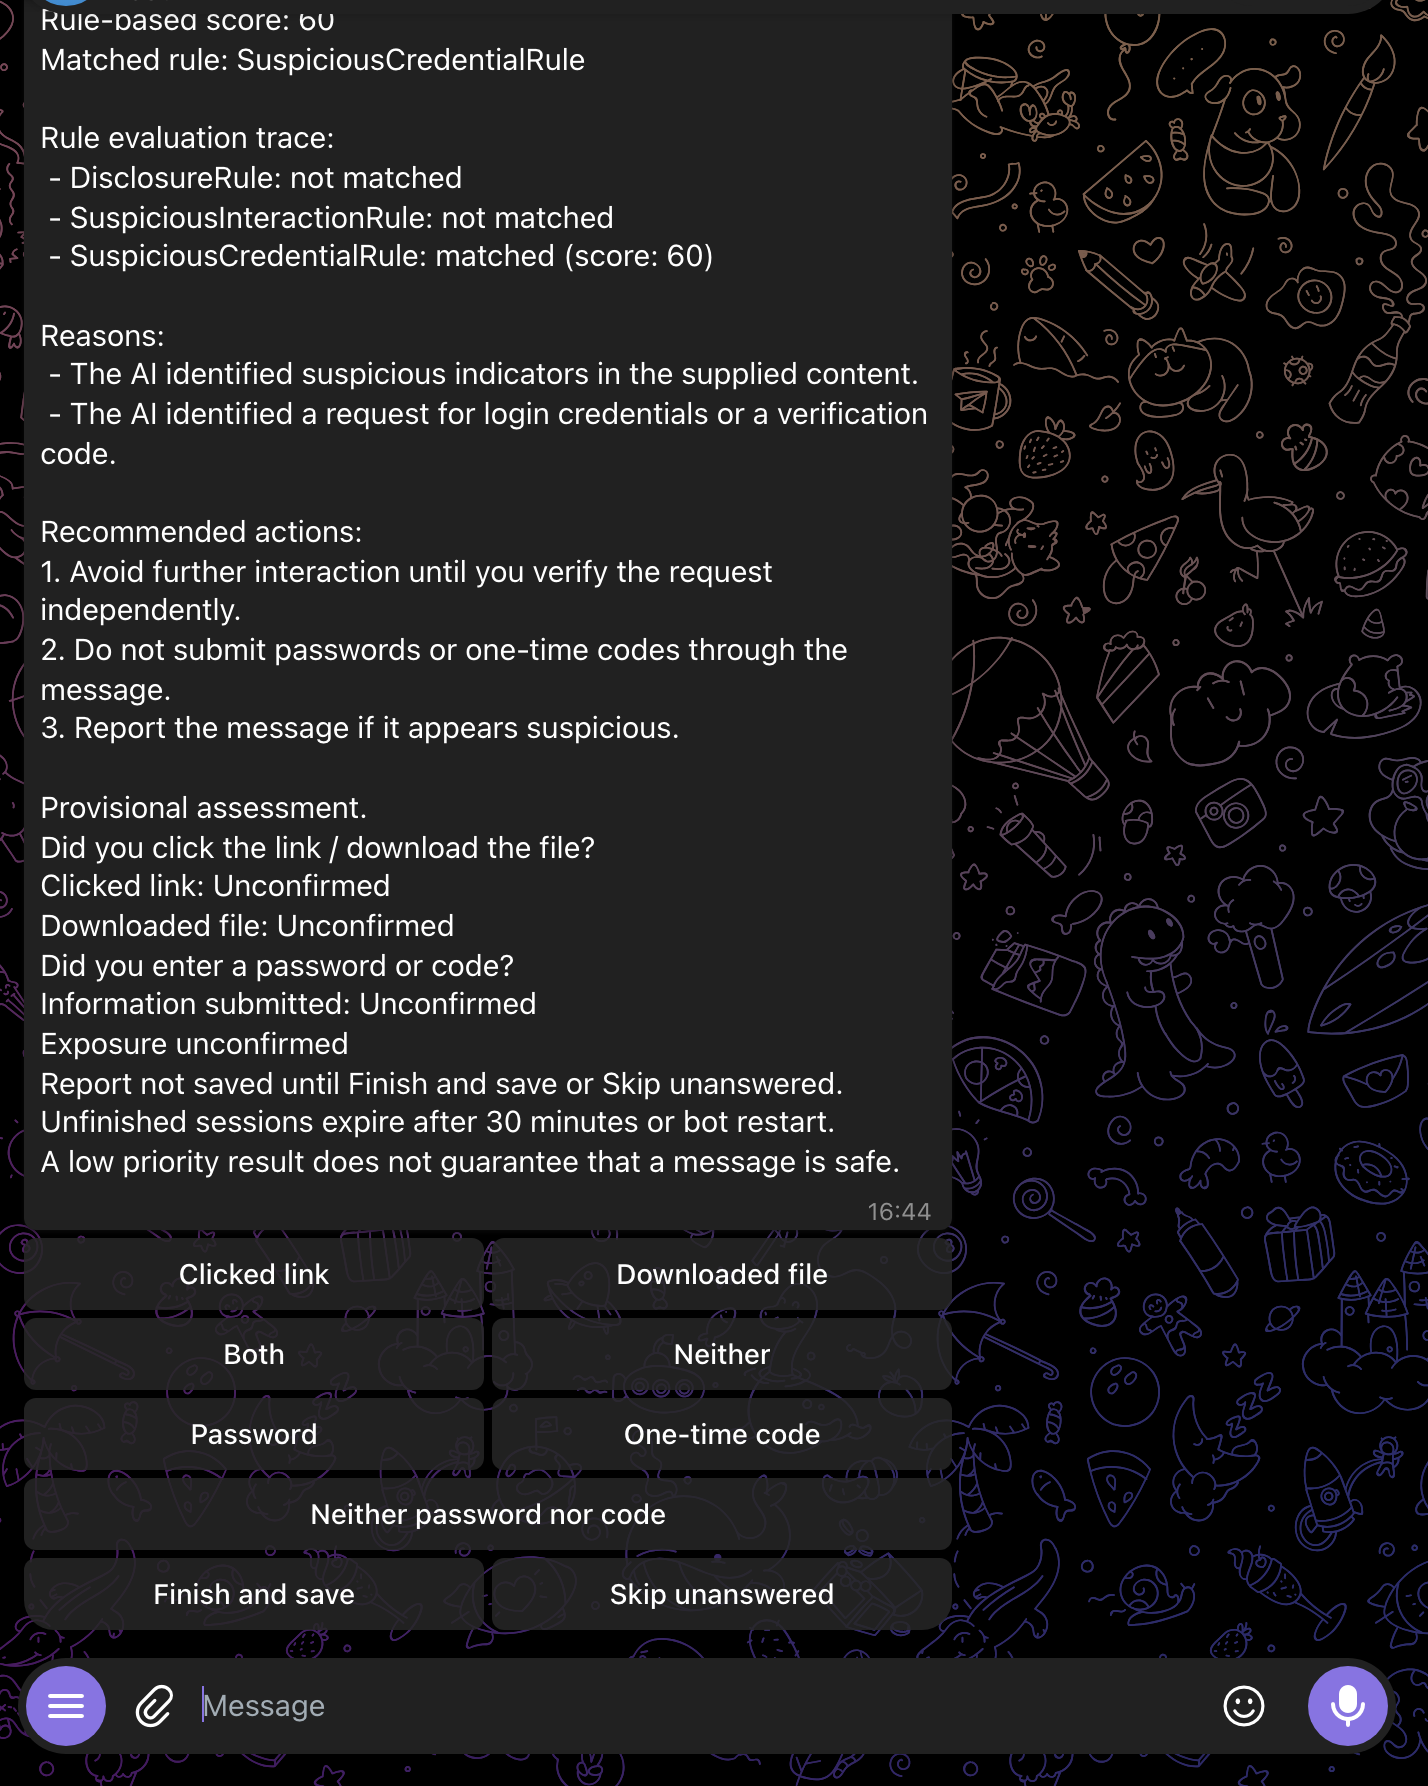 Rule-based score: 60
Matched rule: SuspiciousCredentialRule
Rule evaluation trace:
- DisclosureRule: not matched
- SuspiciousInteractionRule: not matched
- SuspiciousCredentialRule: matched (score: 60)
Reasons:
- The AI identified suspicious indicators in the supplied content.
- The AI identified a request for login credentials or a verification
code.
Recommended actions:
1. Avoid further interaction until you verify the request
independently.
2. Do not submit passwords or one-time codes through the
message.
3. Report the message if it appears suspicious.
Provisional assessment.
Did you click the link / download the file?
Clicked link: Unconfirmed
Downloaded file: Unconfirmed
Did you enter a password or code?
Information submitted: Unconfirmed
Exposure unconfirmed
Report not saved until Finish and save or Skip unanswered.
Unfinished sessions expire after 30 minutes or bot restart.
A low priority result does not guarantee that a message is safe.
16:44
Clicked link
Downloaded file
Both
Neither
Password
One-time code
Neither password nor code
Finish and save
Skip unanswered
Message